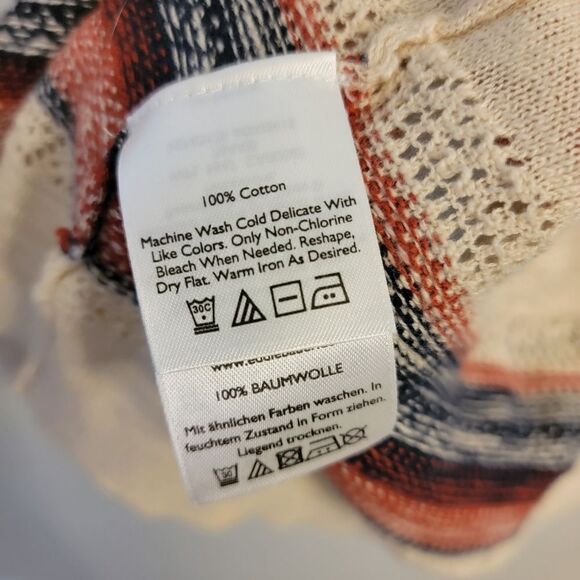 100% Cotton
Machine Wash Cold Delicate With
Like Colors. Only Non-Chlorine
Bleach When Needed. Reshape,
Dry Flat. Warm Iron As Desired.
30C
100% BAUMWOLLE
Mit ähnlichen Farben waschen. In
feuchtem Zustand in Form ziehen.
Liegend trocknen.
30